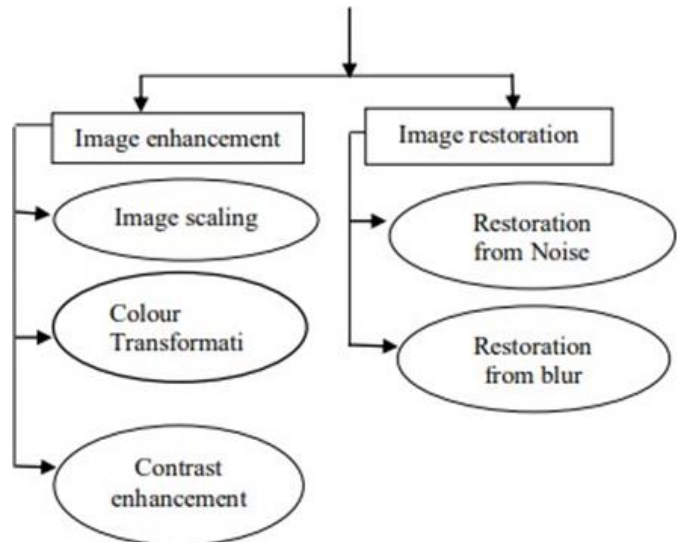 Image enhancement
Image scaling
Colour
Transformati
Contrast
enhancement
Image restoration
Restoration
from Noise
Restoration
from blur